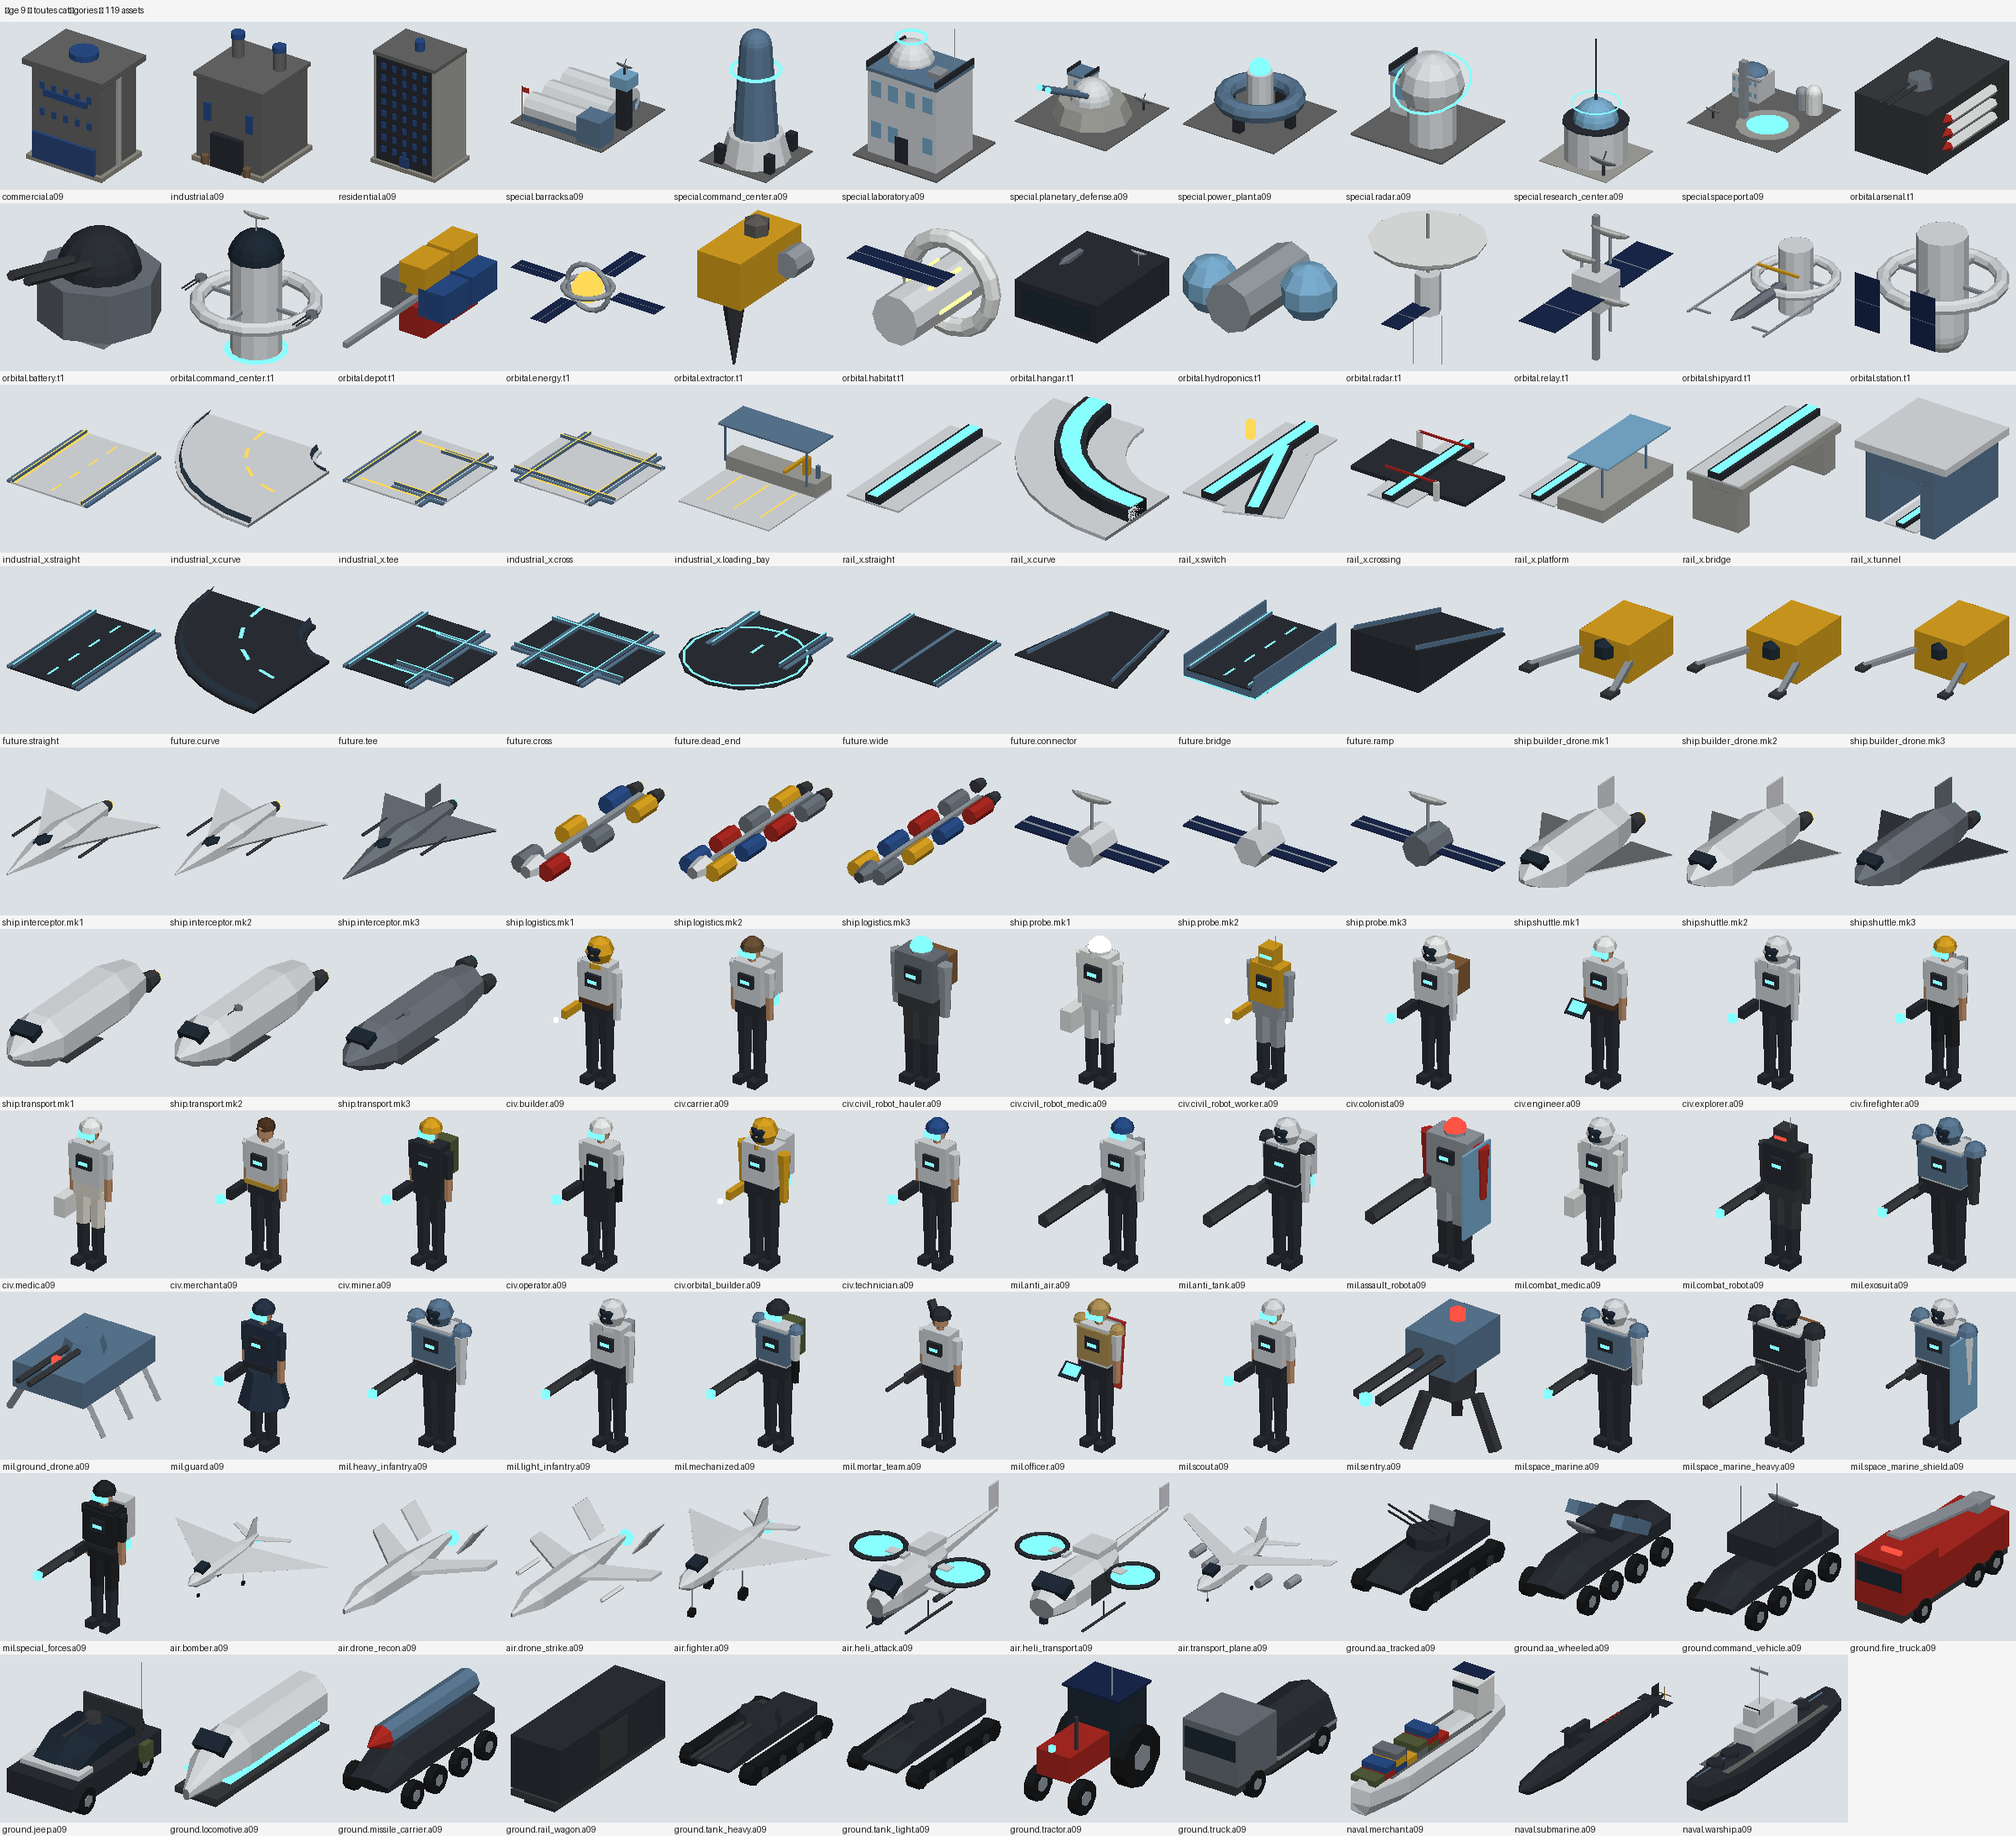 ge 9 toutes cat gories 119 assets
commercial.a09 industrial.a09 residential.a09 special.barracks.a09 special.command_center.a09 special.laboratory.a09 special.planetary_defense.a09 special.power_plant.a09 special.radar.a09 special.research_center.a09 special.spaceport.a09 orbital.arsenal.t1
orbital.battery.t1 orbital.command_center.t1 orbital.depot.t1 orbital.energy.t1 orbital.extractor.t1 orbital.habitat.t1 orbital.hangar.t1 orbital.hydroponics.t1 orbital.radar.t1 orbital.relay.t1 orbital.shipyard.t1 orbital.station.t1
industrial_x.straight industrial_x.curve industrial_x.tee industrial_x.cross industrial_x.loading_bay rail_x.straight rail_x.curve rail_x.switch rail_x.crossing rail_x.platform rail_x.bridge rail_x.tunnel
future.straight future.curve future.tee future.cross future.dead_end future.wide future.connector future.bridge future.ramp ship.builder_drone.mk1 ship.builder_drone.mk2 ship.builder_drone.mk3
ship.interceptor.mk1 ship.interceptor.mk2 ship.interceptor.mk3 ship.logistics.mk1 ship.logistics.mk2 ship.logistics.mk3 ship.probe.mk1 ship.probe.mk2 ship.probe.mk3 ship.shuttle.mk1 ship.shuttle.mk2 ship.shuttle.mk3
ship.transport.mk1 ship.transport.mk2 ship.transport.mk3 civ.builder.a09 civ.carrier.a09 civ.civil_robot_hauler.a09 civ.civil_robot_medic.a09 civ.civil_robot_worker.a09 civ.colonist.a09 civ.engineer.a09 civ.explorer.a09 civ.firefighter.a09
civ.medic.a09 civ.merchant.a09 civ.miner.a09 civ.operator.a09 civ.orbital_builder.a09 civ.technician.a09 mil.anti_air.a09 mil.anti_tank.a09 mil.assault_robot.a09 mil.combat_medic.a09 mil.combat_robot.a09 mil.exosuit.a09
mil.ground_drone.a09 mil.guard.a09 mil.heavy_infantry.a09 mil.light_infantry.a09 mil.mechanized.a09 mil.mortar_team.a09 mil.officer.a09 mil.scout.a09 mil.sentry.a09 mil.space_marine.a09 mil.space_marine_heavy.a09 mil.space_marine_shield.a09
mil.special_forces.a09 air.bomber.a09 air.drone_recon.a09 air.drone_strike.a09 air.fighter.a09 air.heli_attack.a09 air.heli_transport.a09 air.transport_plane.a09 ground.aa_tracked.a09 ground.aa_wheeled.a09 ground.command_vehicle.a09 ground.fire_truck.a09
ground.jeep.a09 ground.locomotive.a09 ground.missile_carrier.a09 ground.rail_wagon.a09 ground.tank_heavy.a09 ground.tank_light.a09 ground.tractor.a09 ground.truck.a09 naval.merchant.a09 naval.submarine.a09 naval.warship.a09